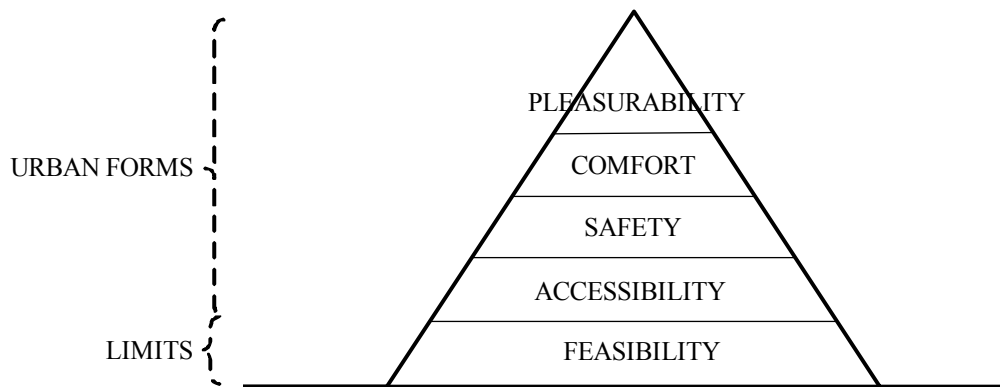 PLEASURABILITY
URBAN FORMS
COMFORT
SAFETY
ACCESSIBILITY
LIMITS
FEASIBILITY